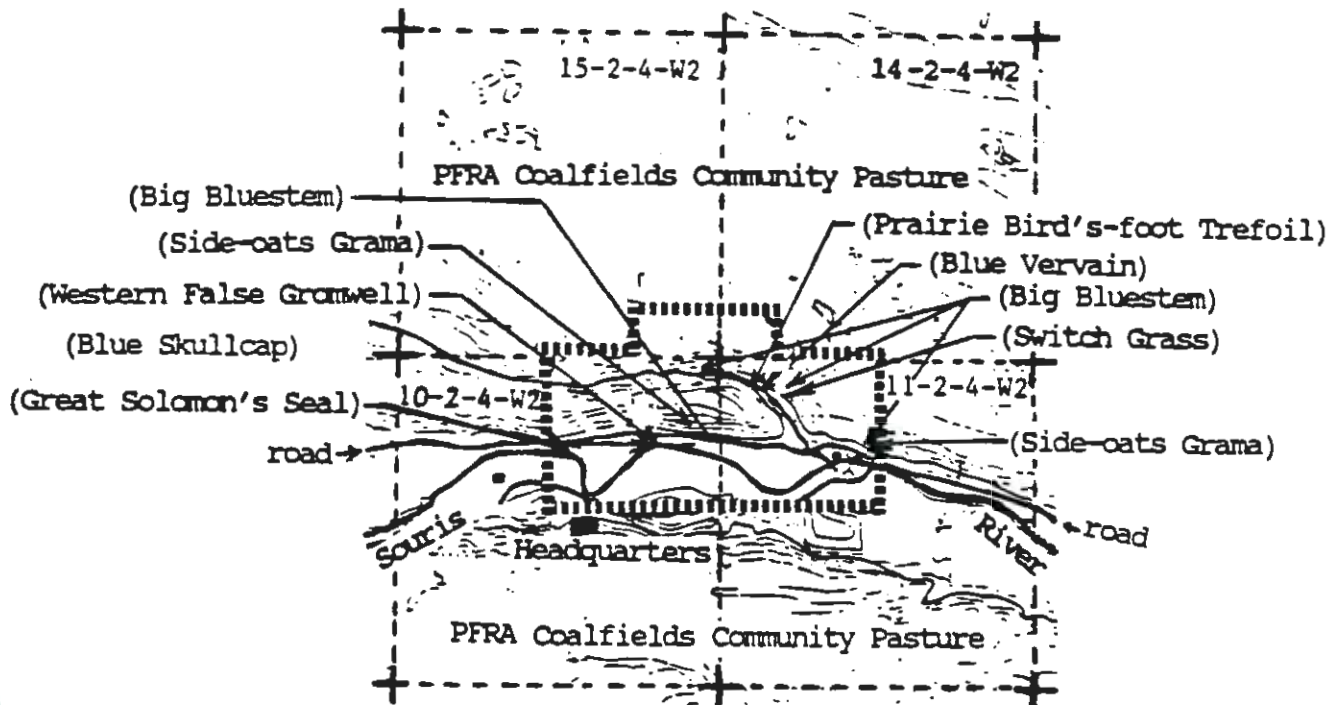 15-2-4-W2
14-2-4-W2
PFRA Coalfields Community Pasture
(Big Bluestem)
(Side-oats Grama)
(Western False Gromwell)
(Blue Skullcap)
(Great Solomon's Seal)
road
(Prairie Bird's-foot Trefoil)
(Blue Vervain)
(Big Bluestem)
(Switch Grass)
10-2-4-W2
11-2-4-W2
(Side-oats Grama)
road
Souris
River
Headquarters
PFRA Coalfields Community Pasture